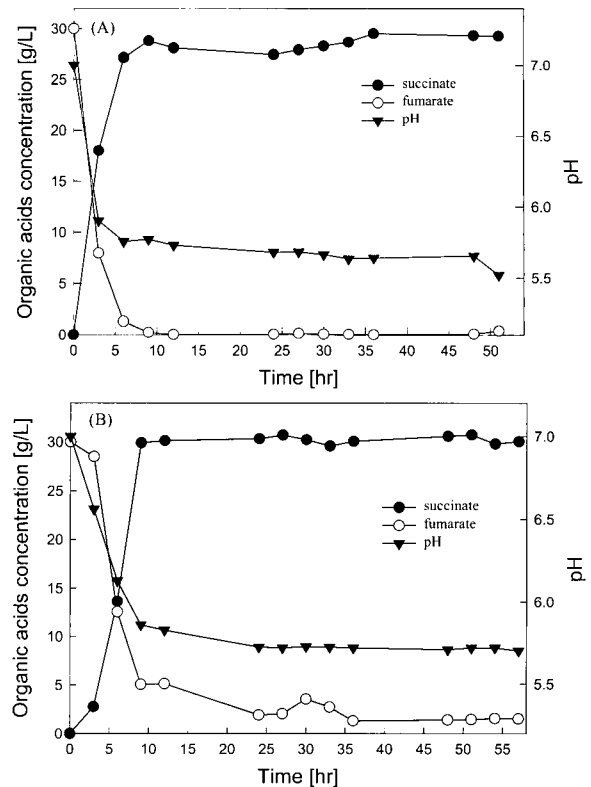 (A)
Organic acids concentration [g/L]
30
25
20
15
10
5
0
succinate
fumarate
pH
7.0
6.5
6.0
5.5
pH
0 5 10 15 20 25 30 35 40 45 50
Time [hr]
(B)
Organic acids concentration [g/L]
30
25
20
15
10
5
0
succinate
fumarate
pH
7.0
6.5
6.0
5.5
pH
0 5 10 15 20 25 30 35 40 45 50 55
Time [hr]